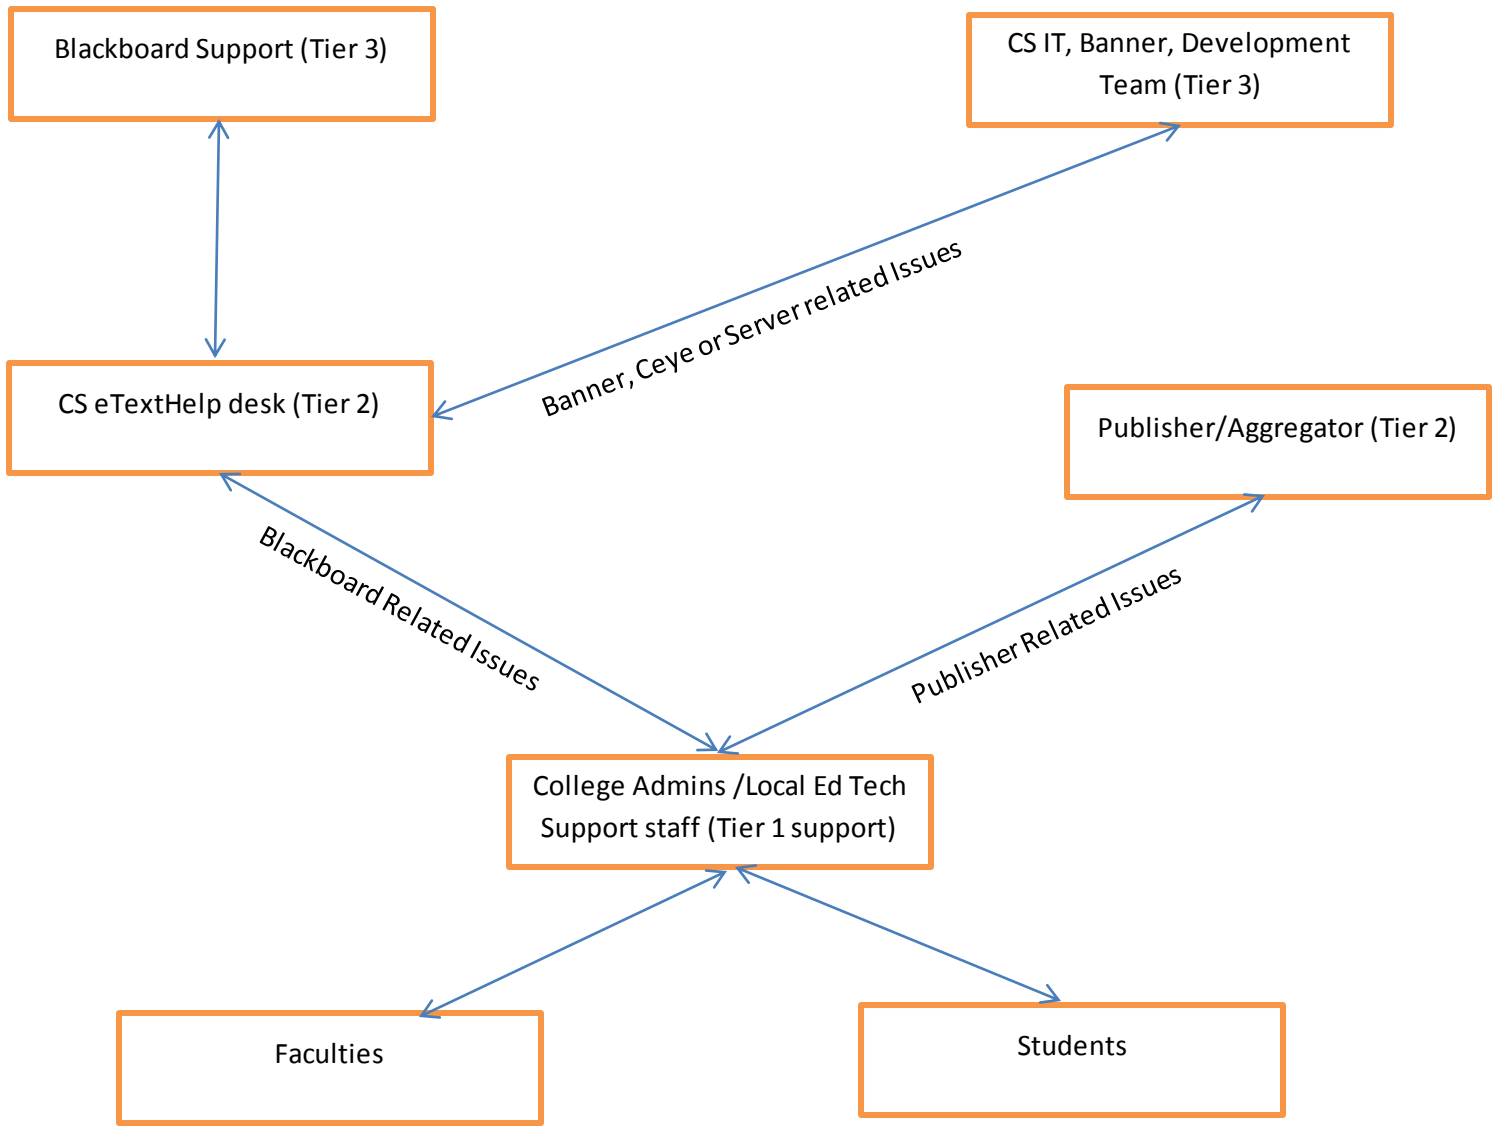 Blackboard Support (Tier 3)
CS IT, Banner, Development
Team (Tier 3)
Banner, Ceye or Server related Issues
CS eTextHelp desk (Tier 2)
Publisher/Aggregator (Tier 2)
Blackboard Related Issues
Publisher Related Issues
College Admins /Local Ed Tech
Support staff (Tier 1 support)
Faculties
Students